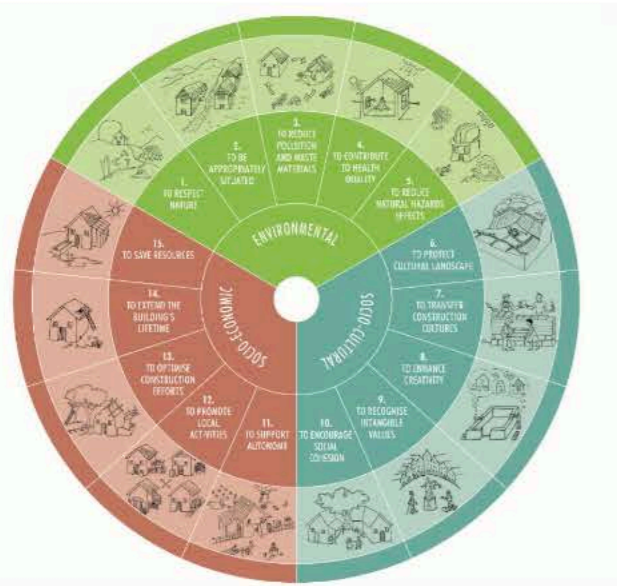 ENVIRONMENTAL
1.
TO RESPECT
NATURE
2.
TO BE
APPROPRIATELY
SITUATED
3.
TO REDUCE
POLLUTION
AND WASTE
MATERIALS
4.
TO CONTRIBUTE
TO HEALTH
QUALITY
5.
TO REDUCE
NATURAL HAZARDS
EFFECTS
SOCIO-CULTURAL
6.
TO PROTECT
CULTURAL LANDSCAPE
7.
TO TRANSFER
CONSTRUCTION
CULTURES
8.
TO ENHANCE
CREATIVITY
9.
TO RECOGNISE
INTANGIBLE
VALUES
10.
TO ENCOURAGE
SOCIAL
COHESION
SOCIO-ECONOMIC
11.
TO SUPPORT
AUTONOMY
12.
TO PROMOTE
LOCAL
ACTIVITIES
13.
TO OPTIMISE
CONSTRUCTION
EFFORTS
14.
TO EXTEND THE
BUILDING'S
LIFETIME
15.
TO SAVE RESOURCES